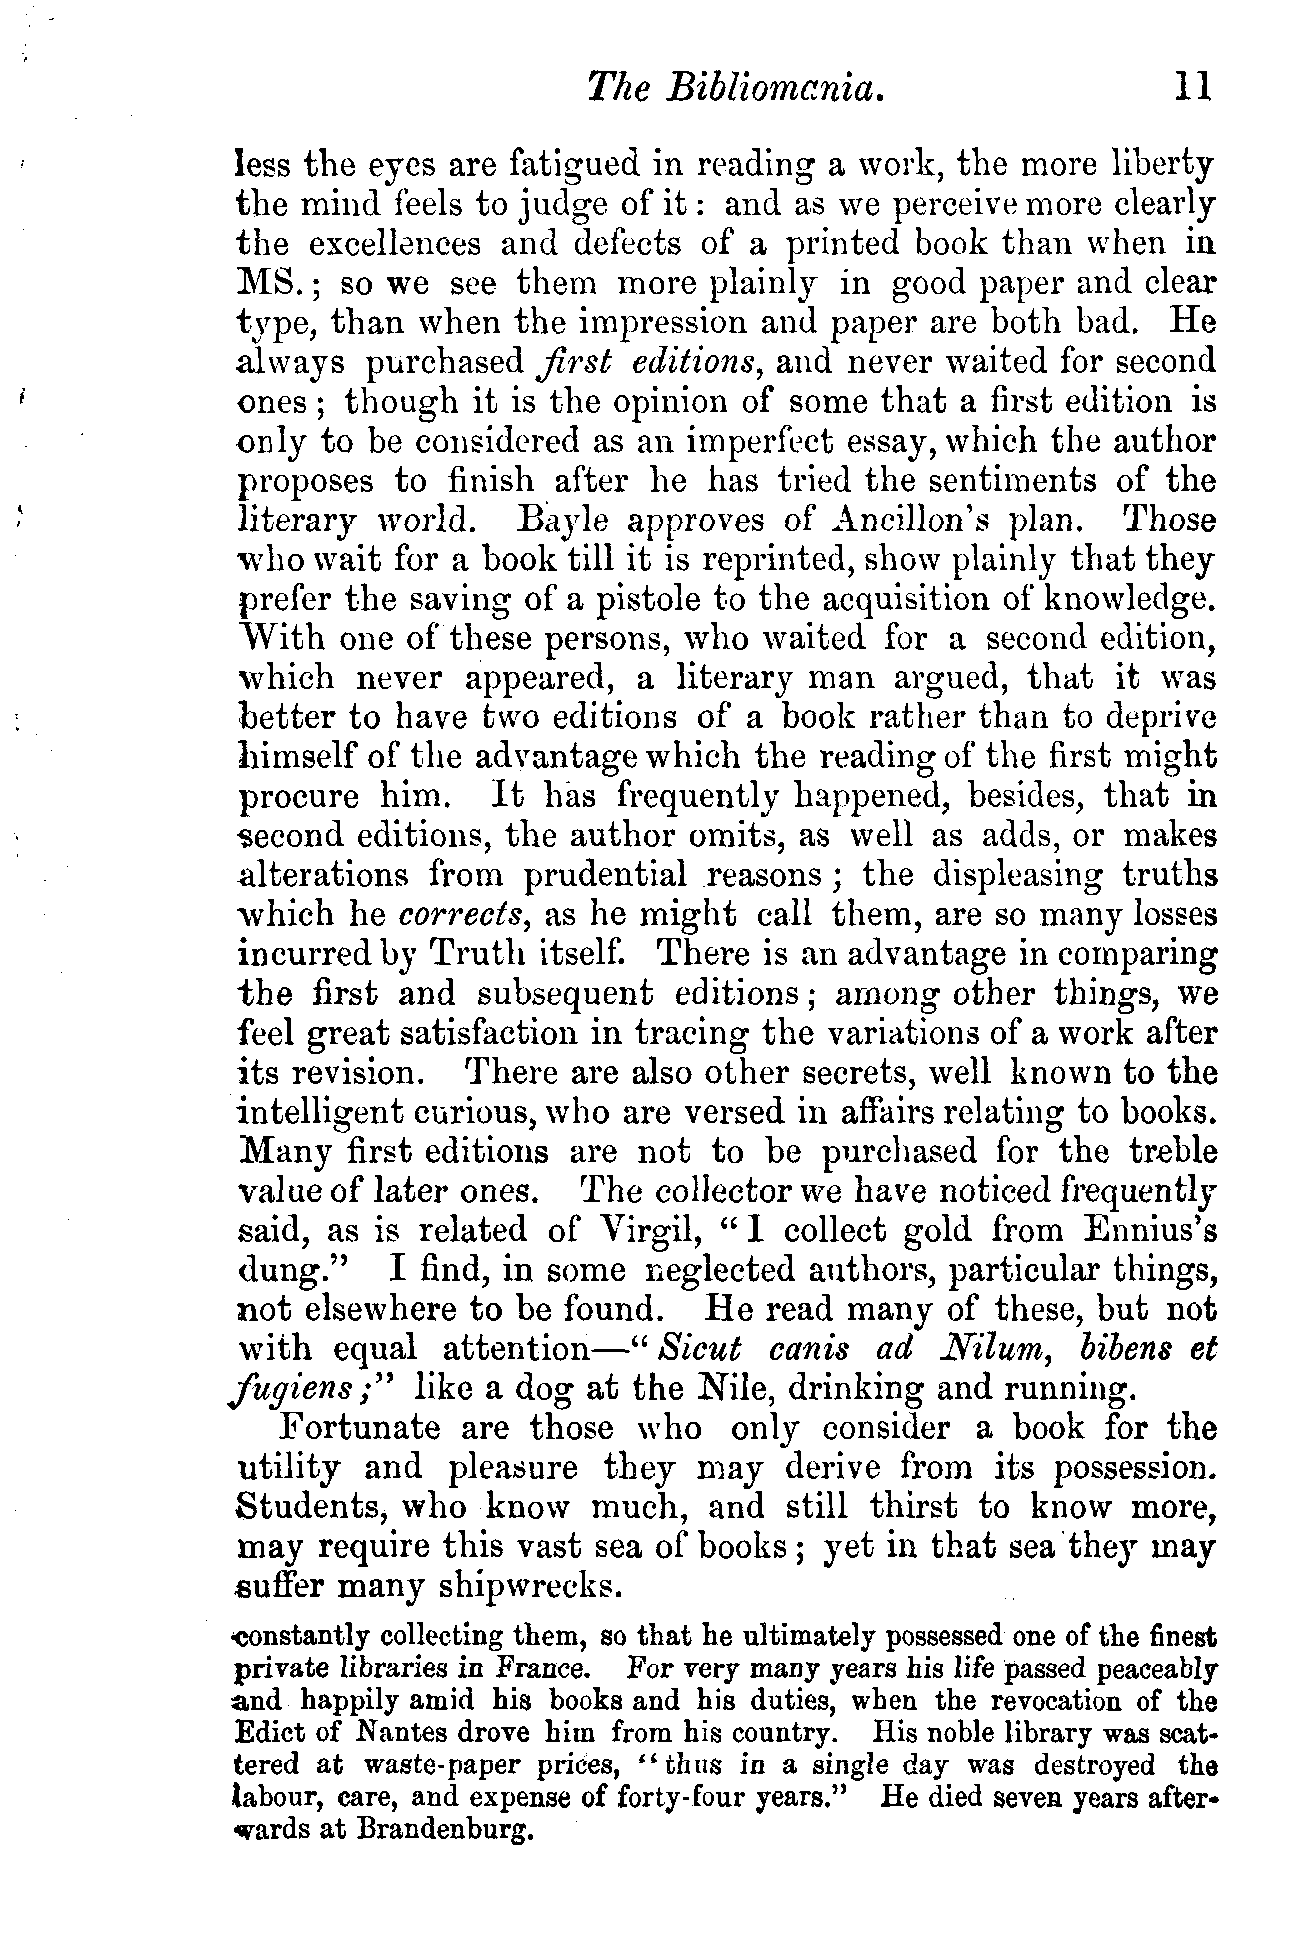 The Bibliomania. 11
less the eyes are fatigued in reading a work, the more liberty
the mind feels to judge of it : and as we perceive more clearly
the excellences and defects of a printed book than when in
MS. ; so we see them more plainly in good paper and clear
type, than when the impression and paper are both bad. He
always purchased first editions, and never waited for second
ones ; though it is the opinion of some that a first edition is
only to be considered as an imperfect essay, which the author
proposes to finish after he has tried the sentiments of the
literary world. Bayle approves of Ancillon's plan. Those
who wait for a book till it is reprinted, show plainly that they
prefer the saving of a pistole to the acquisition of knowledge.
With one of these persons, who waited for a second edition,
which never appeared, a literary man argued, that it was
better to have two editions of a book rather than to deprive
himself of the advantage which the reading of the first might
procure him. It has frequently happened, besides, that in
second editions, the author omits, as well as adds, or makes
alterations from prudential reasons ; the displeasing truths
which he corrects, as he might call them, are so many losses
incurred by Truth itself. There is an advantage in comparing
the first and subsequent editions ; among other things, we
feel great satisfaction in tracing the variations of a work after
its revision. There are also other secrets, well known to the
intelligent curious, who are versed in affairs relating to books.
Many first editions are not to be purchased for the treble
value of later ones. The collector we have noticed frequently
said, as is related of Virgil, “ I collect gold from Ennius's
dung.” I find, in some neglected authors, particular things,
not elsewhere to be found. He read many of these, but not
with equal attention—“ Sicut canis ad Nilum, bibens et
fugiens ;” like a dog at the Nile, drinking and running.
Fortunate are those who only consider a book for the
utility and pleasure they may derive from its possession.
Students, who know much, and still thirst to know more,
may require this vast sea of books ; yet in that sea they may
suffer many shipwrecks.
constantly collecting them, so that he ultimately possessed one of the finest
private libraries in France. For very many years his life passed peaceably
and happily amid his books and his duties, when the revocation of the
Edict of Nantes drove him from his country. His noble library was scat-
tered at waste-paper prices, “thus in a single day was destroyed the
labour, care, and expense of forty-four years.” He died seven years after-
wards at Brandenburg.